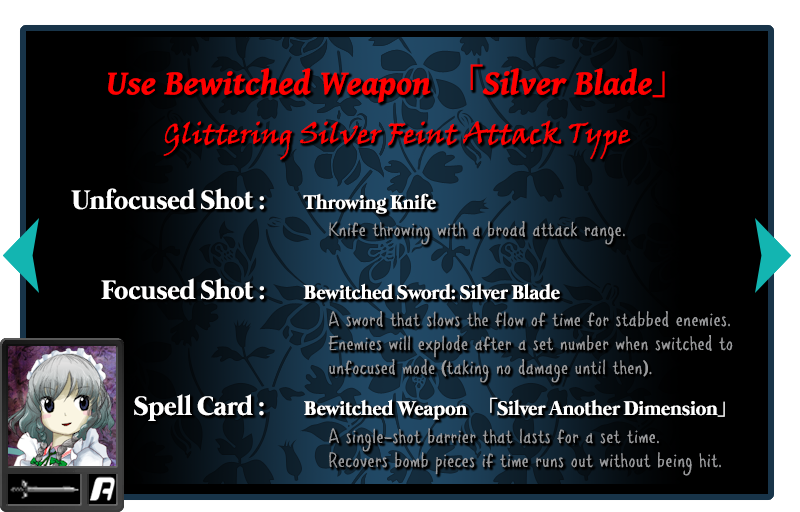 Use Bewitched Weapon 「Silver Blade」
Glittering Silver Feint Attack Type
Unfocused Shot : Throwing Knife
Knife throwing with a broad attack range.
Focused Shot : Bewitched Sword: Silver Blade
A sword that slows the flow of time for stabbed enemies.
Enemies will explode after a set number when switched to
unfocused mode (taking no damage until then).
Spell Card : Bewitched Weapon 「Silver Another Dimension」
A single-shot barrier that lasts for a set time.
Recovers bomb pieces if time runs out without being hit.
A